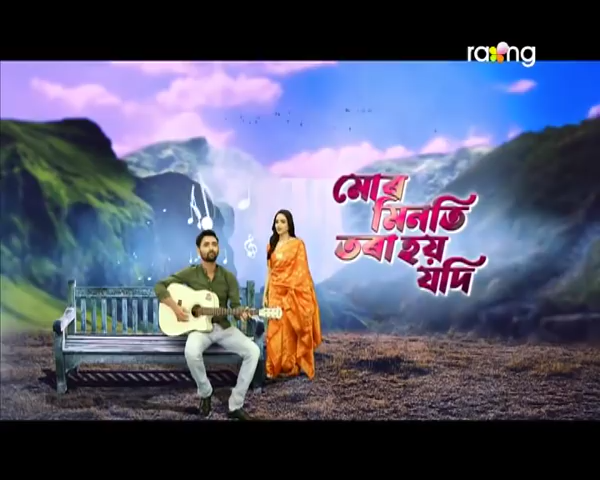 rang
মোৰ
মিনতি
তৰা হয়
যদি